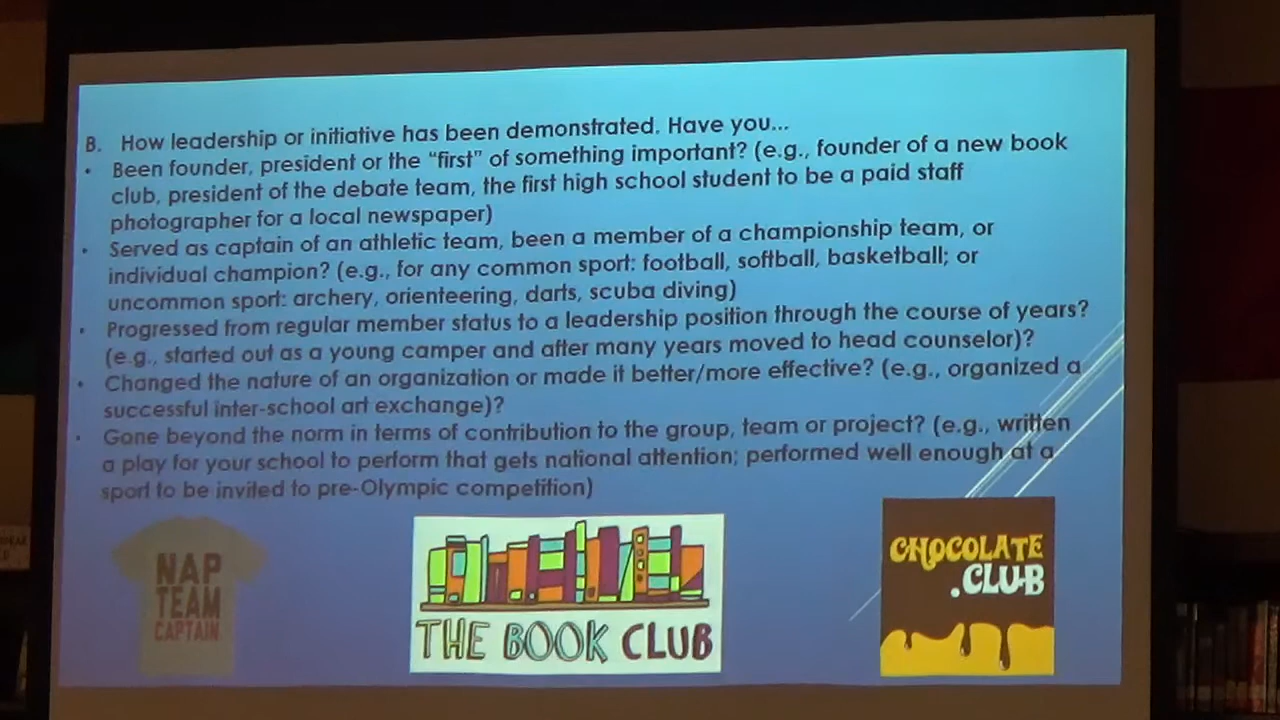 B. How leadership or initiative has been demonstrated. Have you...
• Been founder, president or the "first" of something important? (e.g., founder of a new book
club, president of the debate team, the first high school student to be a paid staff
photographer for a local newspaper)
• Served as captain of an athletic team, been a member of a championship team, or
individual champion? (e.g., for any common sport: football, softball, basketball; or
uncommon sport: archery, orienteering, darts, scuba diving)
• Progressed from regular member status to a leadership position through the course of years?
(e.g., started out as a young camper and after many years moved to head counselor)?
• Changed the nature of an organization or made it better/more effective? (e.g., organized a
successful inter-school art exchange)?
• Gone beyond the norm in terms of contribution to the group, team or project? (e.g., written
a play for your school to perform that gets national attention; performed well enough at a
sport to be invited to pre-Olympic competition)
NAP
TEAM
CAPTAIN
THE BOOK CLUB
CHOCOLATE
.CLUB